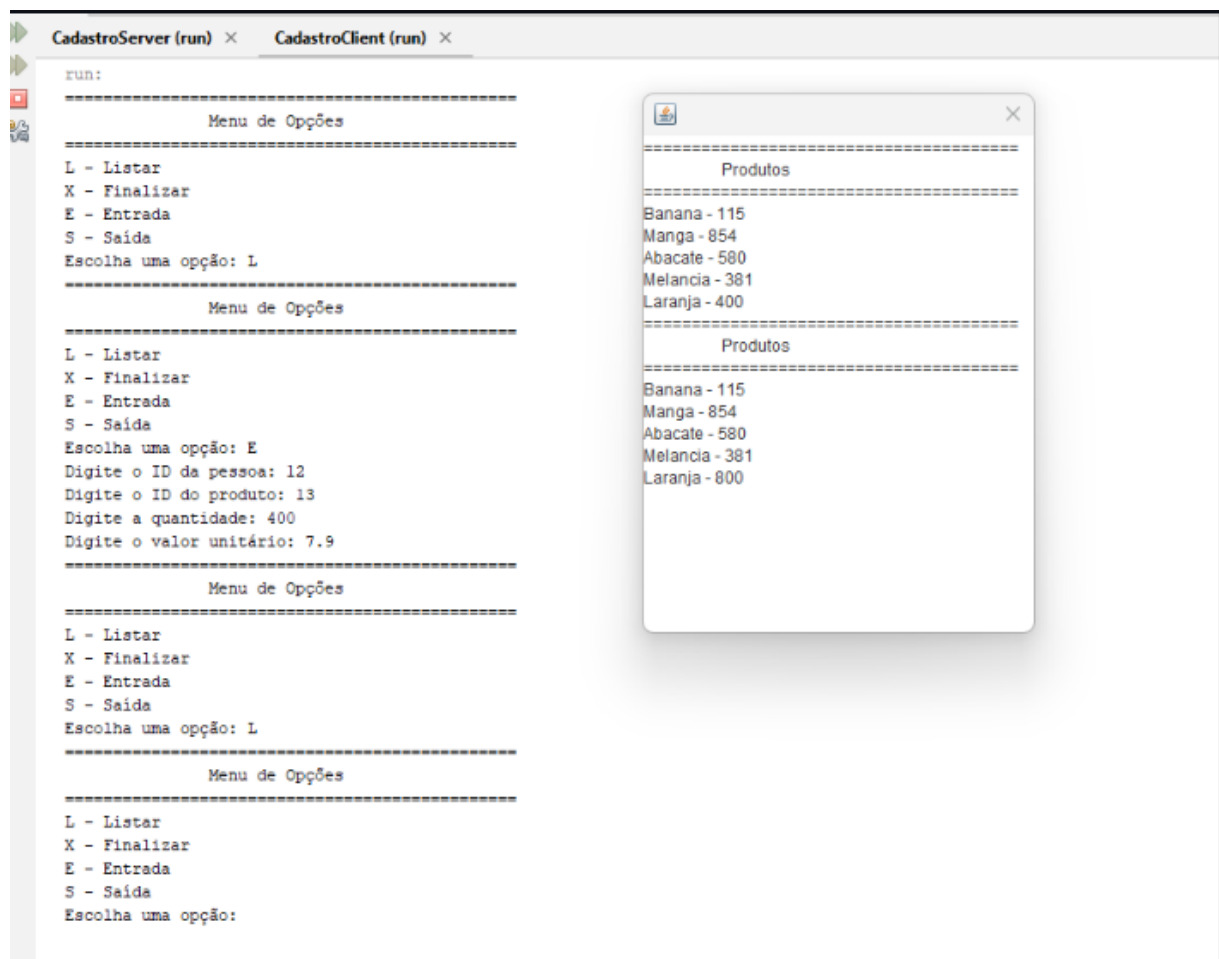 CadastroServer (run) × CadastroClient (run) ×
run:
===============================================
Menu de Opções
===============================================
L - Listar
X - Finalizar
E - Entrada
S - Saída
Escolha uma opção: L
===============================================
Menu de Opções
===============================================
L - Listar
X - Finalizar
E - Entrada
S - Saída
Escolha uma opção: E
Digite o ID da pessoa: 12
Digite o ID do produto: 13
Digite a quantidade: 400
Digite o valor unitário: 7.9
===============================================
Menu de Opções
===============================================
L - Listar
X - Finalizar
E - Entrada
S - Saída
Escolha uma opção: L
===============================================
Menu de Opções
===============================================
L - Listar
X - Finalizar
E - Entrada
S - Saída
Escolha uma opção:
=======================================
Produtos
=======================================
Banana - 115
Manga - 854
Abacate - 580
Melancia - 381
Laranja - 400
=======================================
Produtos
=======================================
Banana - 115
Manga - 854
Abacate - 580
Melancia - 381
Laranja - 800